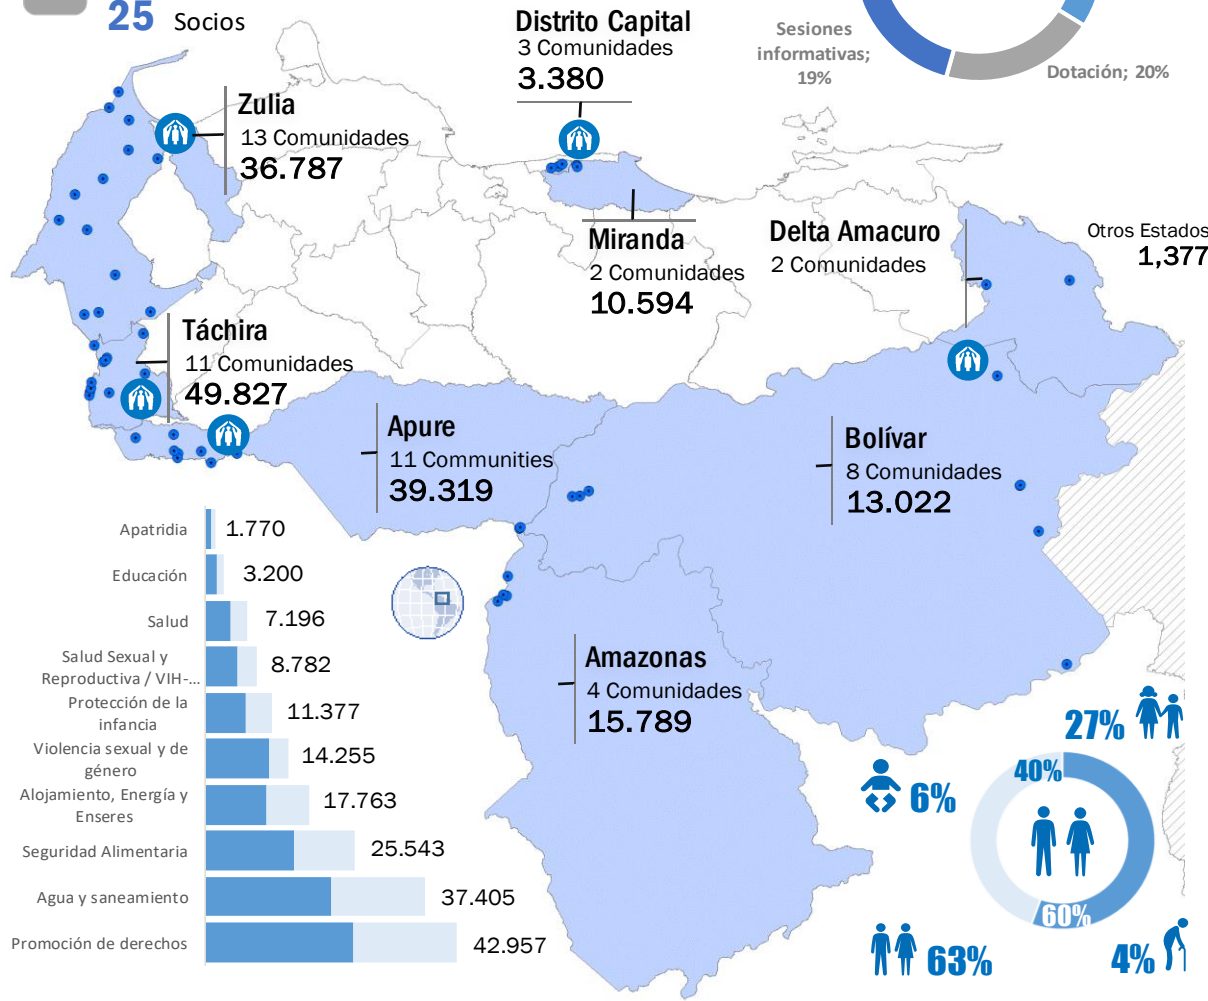 25 Socios
Sesiones
informativas;
19%
Dotación; 20%
Distrito Capital
3 Comunidades
3.380
Zulia
13 Comunidades
36.787
Miranda
2 Comunidades
10.594
Delta Amacuro
2 Comunidades
Otros Estados
1,377
Táchira
11 Comunidades
49.827
Apure
11 Communities
39.319
Bolívar
8 Comunidades
13.022
Amazonas
4 Comunidades
15.789
Apatridia 1.770
Educación 3.200
Salud 7.196
Salud Sexual y
Reproductiva / VIH-... 8.782
Protección de la
infancia 11.377
Violencia sexual y de
género 14.255
Alojamiento, Energía y
Enseres 17.763
Seguridad Alimentaria 25.543
Agua y saneamiento 37.405
Promoción de derechos 42.957
27%
40%
6%
60%
63%
4%